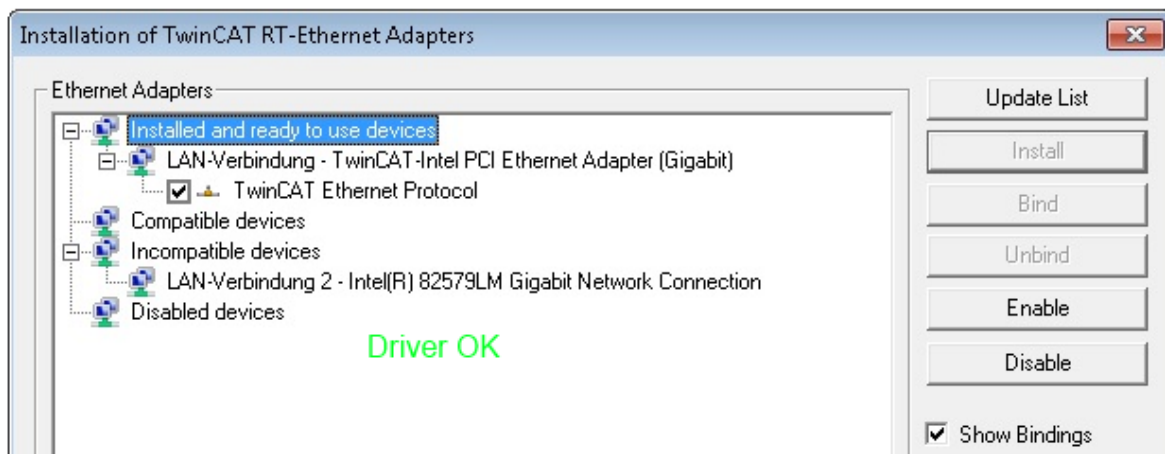 Installation of TwinCAT RT-Ethernet Adapters
Ethernet Adapters
Installed and ready to use devices
LAN-Verbindung - TwinCAT-Intel PCI Ethernet Adapter (Gigabit)
TwinCAT Ethernet Protocol
Compatible devices
Incompatible devices
LAN-Verbindung 2 - Intel(R) 82579LM Gigabit Network Connection
Disabled devices
Driver OK
Update List
Install
Bind
Unbind
Enable
Disable
Show Bindings